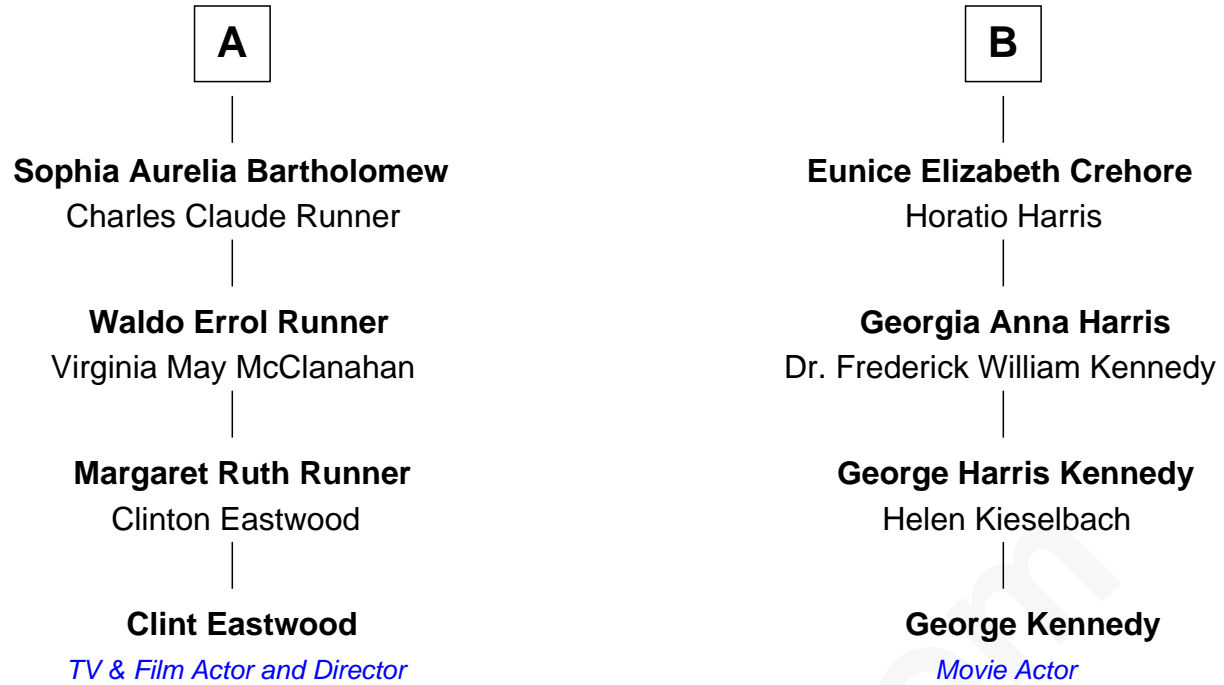 A
Sophia Aurelia Bartholomew
Charles Claude Runner
Waldo Errol Runner
Virginia May McClanahan
Margaret Ruth Runner
Clinton Eastwood
Clint Eastwood
TV & Film Actor and Director
B
Eunice Elizabeth Crehore
Horatio Harris
Georgia Anna Harris
Dr. Frederick William Kennedy
George Harris Kennedy
Helen Kieselbach
George Kennedy
Movie Actor